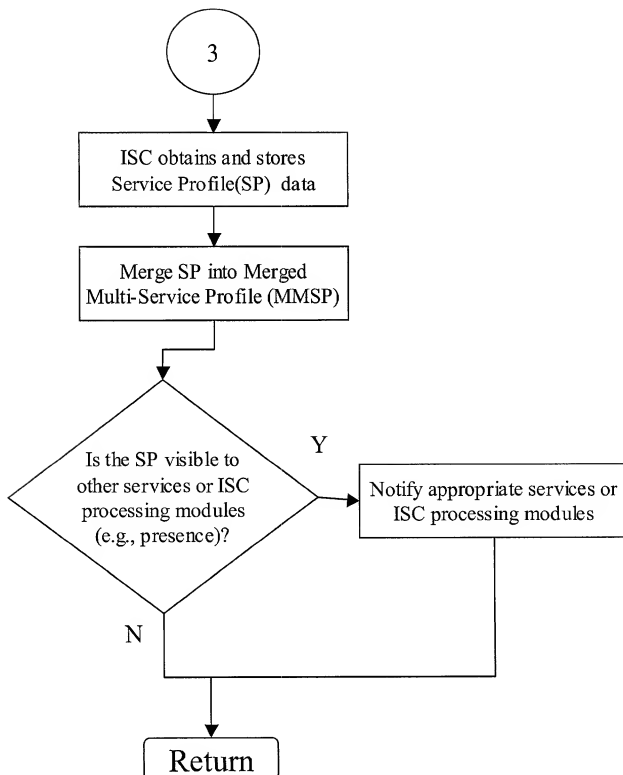 3
ISC obtains and stores
Service Profile(SP) data
Merge SP into Merged
Multi-Service Profile (MMSP)
Is the SP visible to
other services or ISC
processing modules
(e.g., presence)?
Y
Notify appropriate services or
ISC processing modules
N
Return